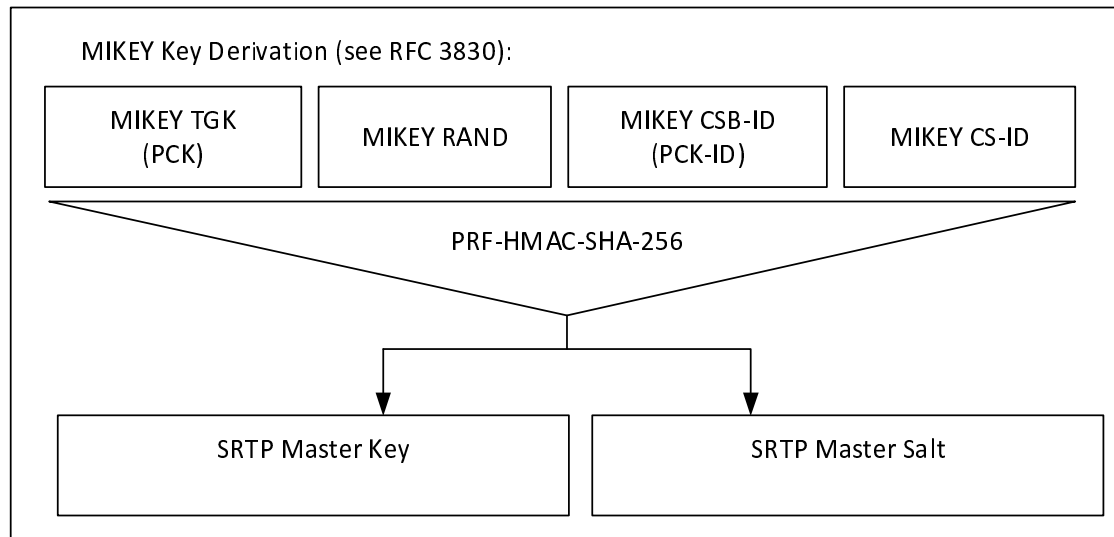 MIKEY Key Derivation (see RFC 3830):
MIKEY TGK
(PCK)
MIKEY RAND
MIKEY CSB-ID
(PCK-ID)
MIKEY CS-ID
PRF-HMAC-SHA-256
SRTP Master Key
SRTP Master Salt